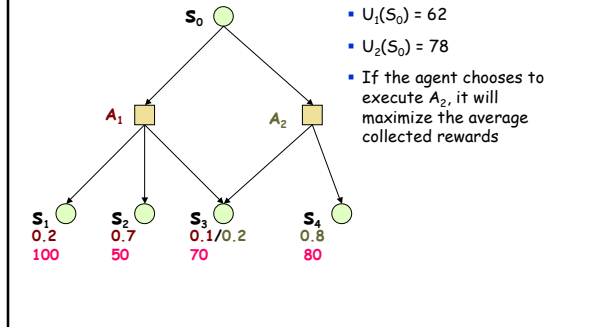 S₀
▪ U₁(S₀) = 62
▪ U₂(S₀) = 78
▪ If the agent chooses to
execute A₂, it will
maximize the average
collected rewards
A₁ A₂
S₁ S₂ S₃ S₄
0.2 0.7 0.1/0.2 0.8
100 50 70 80